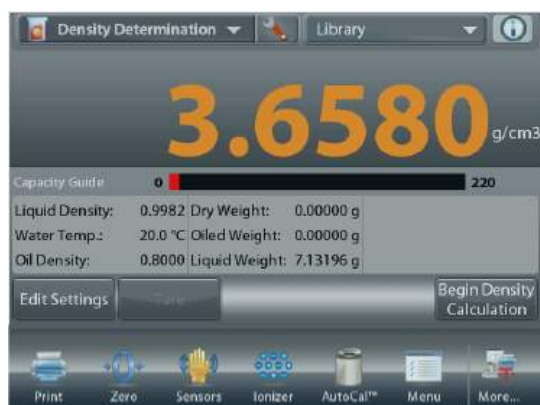 Density Determination Library
3.6580 g/cm3
Capacity Guide 0 220
Liquid Density: 0.9982 Dry Weight: 0.00000 g
Water Temp.: 20.0 °C Oiled Weight: 0.00000 g
Oil Density: 0.8000 Liquid Weight: 7.13196 g
Edit Settings Tare Begin Density
Calculation
Print Zero Sensors Ionizer AutoCal™ Menu More...